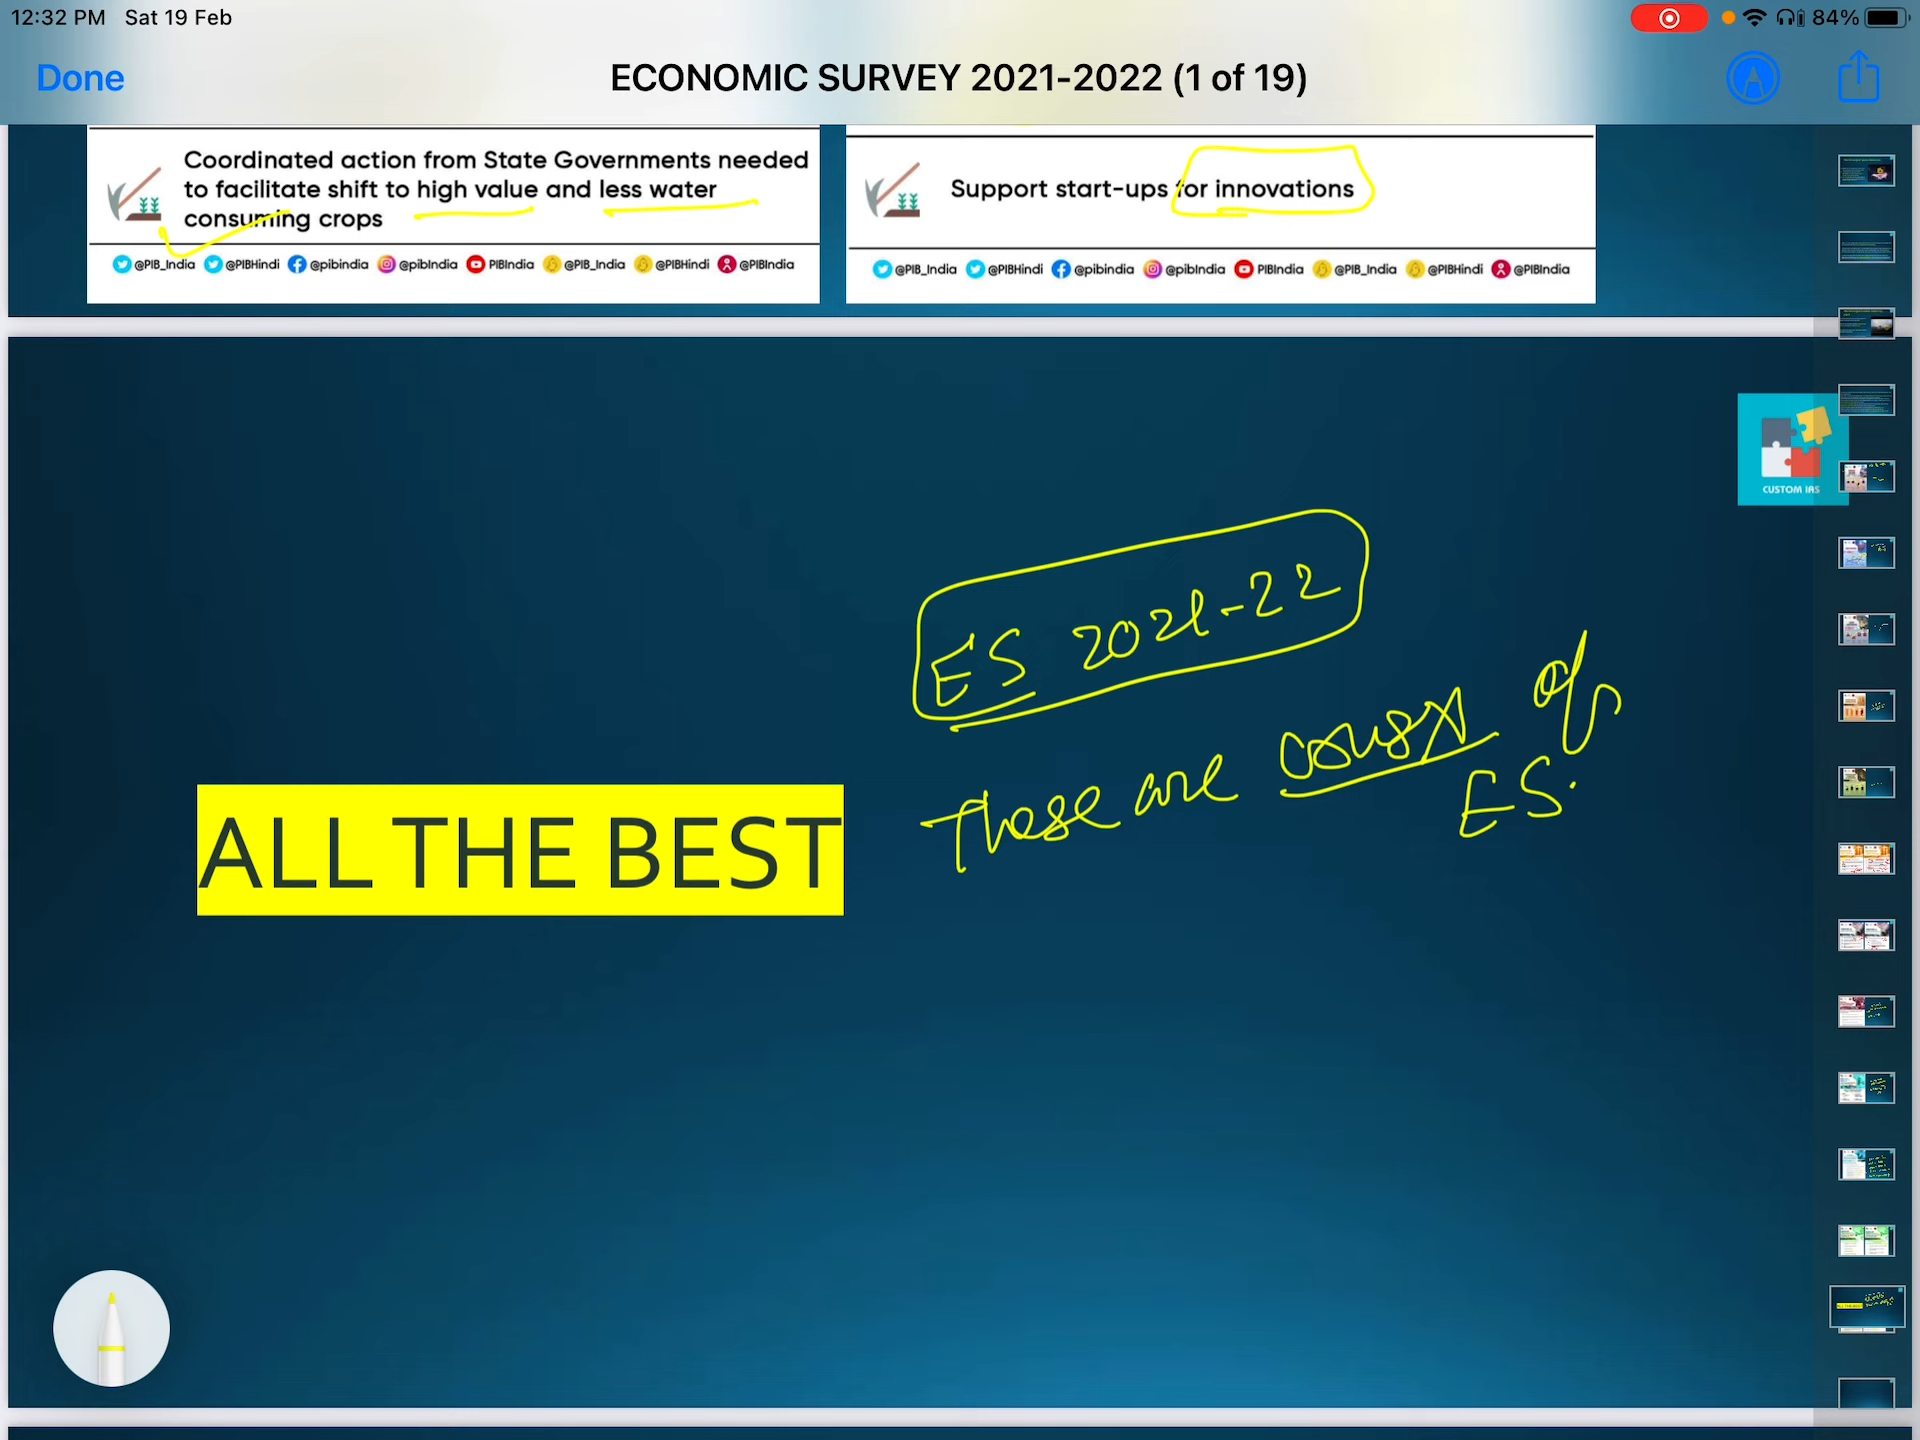 12:32 PM Sat 19 Feb
84%
Done
ECONOMIC SURVEY 2021-2022 (1 of 19)
Coordinated action from State Governments needed
to facilitate shift to high value and less water
consuming crops
@PIB_India @PIBHindi @pibindia @pibindia PIBIndia @PIB_India @PIBHindi @PIBIndia
Support start-ups for innovations
@PIB_India @PIBHindi @pibindia @pibindia PIBIndia @PIB_India @PIBHindi @PIBIndia
CUSTOM IAS
ES 2021-22
These are of
ES.
ALL THE BEST